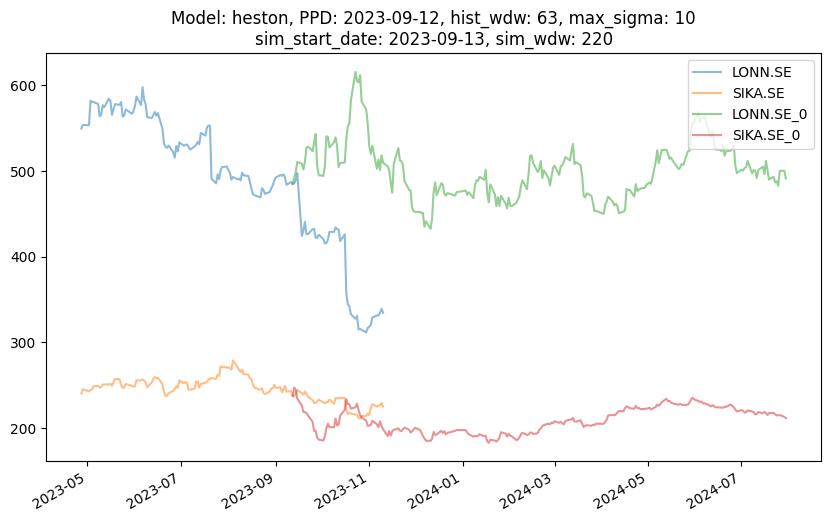 Model: heston, PPD: 2023-09-12, hist_wdw: 63, max_sigma: 10
sim_start_date: 2023-09-13, sim_wdw: 220
LONN.SE
SIKA.SE
LONN.SE_0
SIKA.SE_0
600
500
400
300
200
2023-05
2023-07
2023-09
2023-11
2024-01
2024-03
2024-05
2024-07